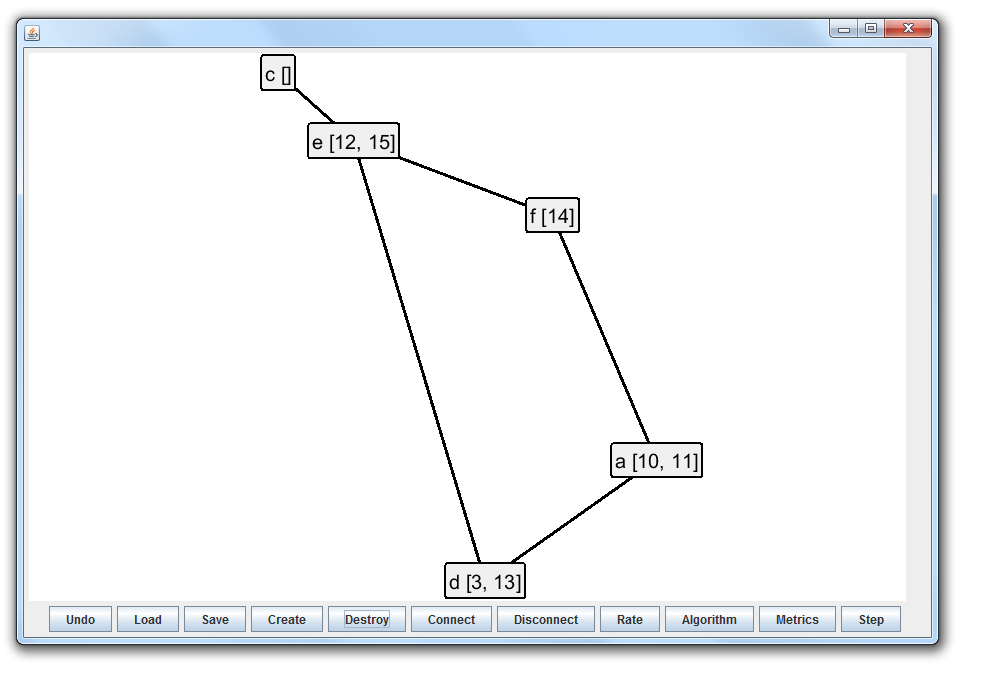 c []
e [12, 15]
f [14]
a [10, 11]
d [3, 13]
Undo Load Save Create Destroy Connect Disconnect Rate Algorithm Metrics Step